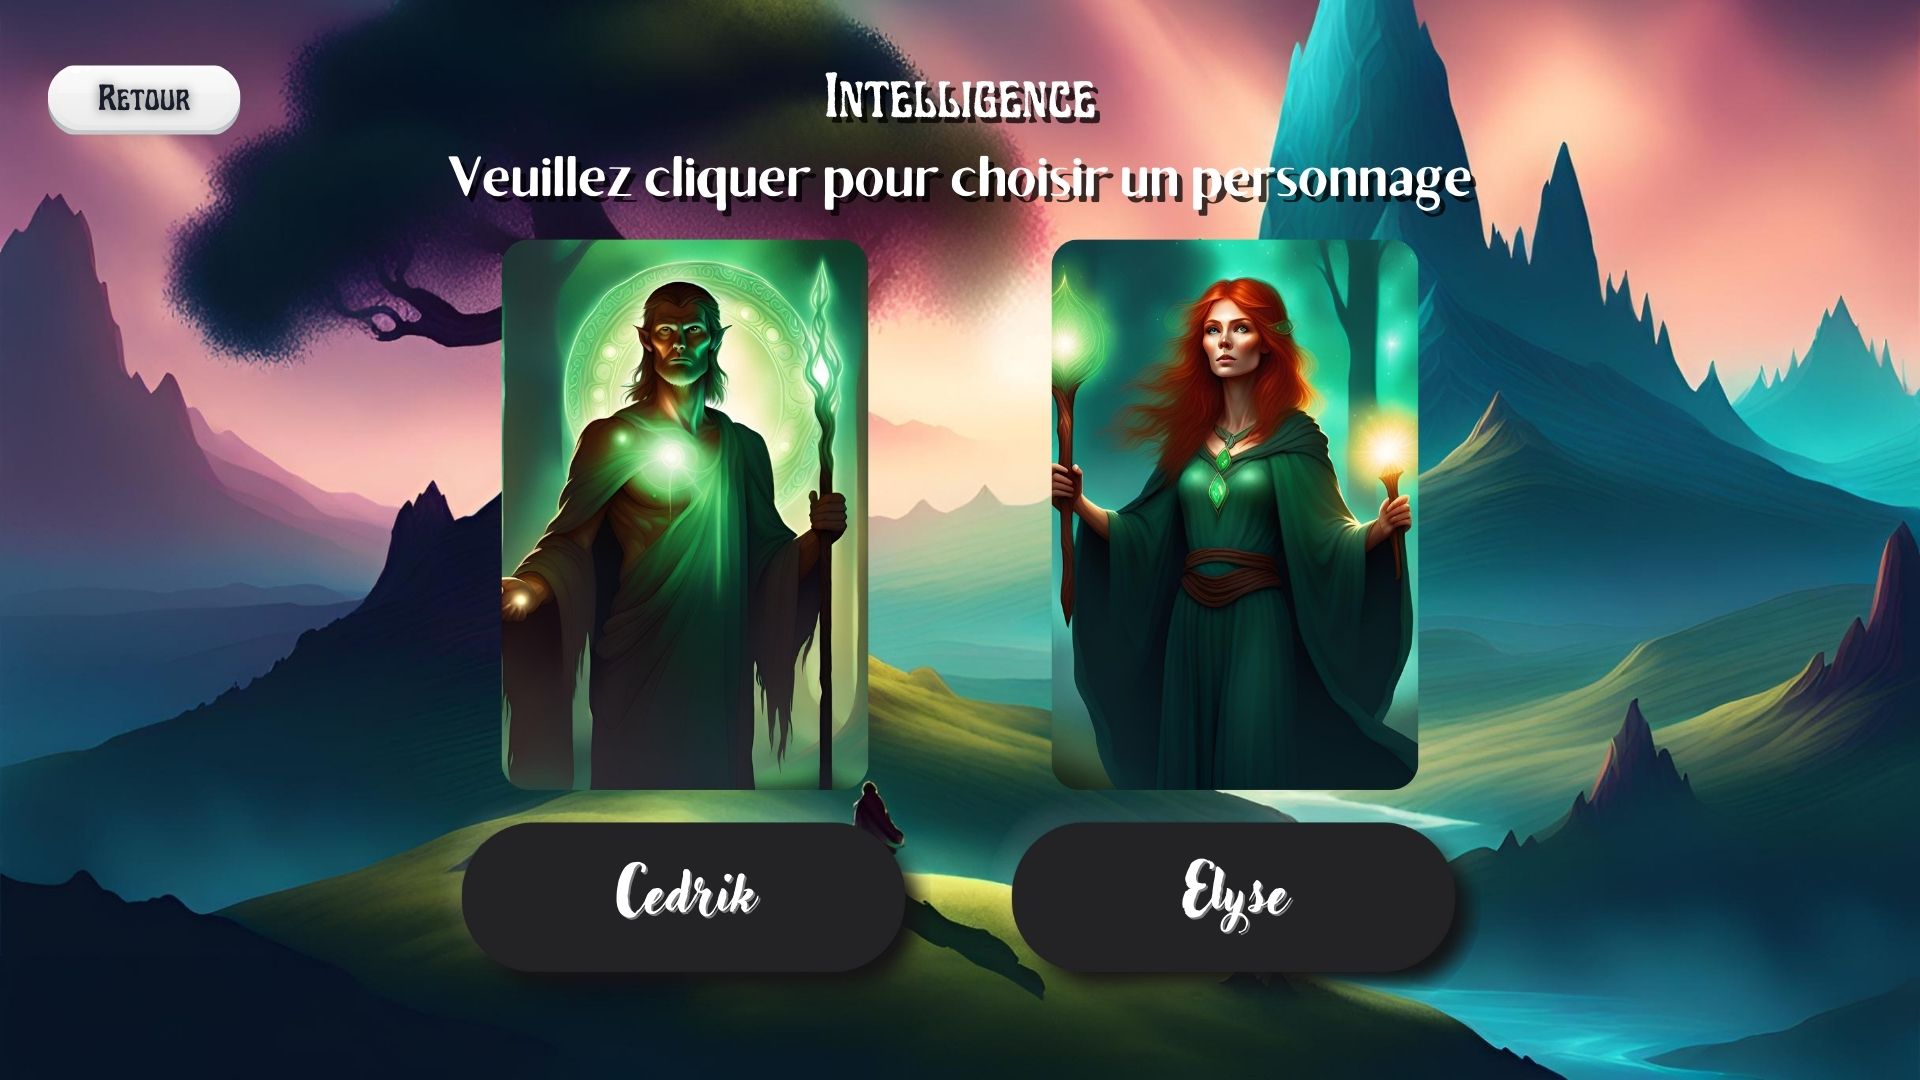 Retour
Intelligence
Veuillez cliquer pour choisir un personnage
Cedrik
Elyse